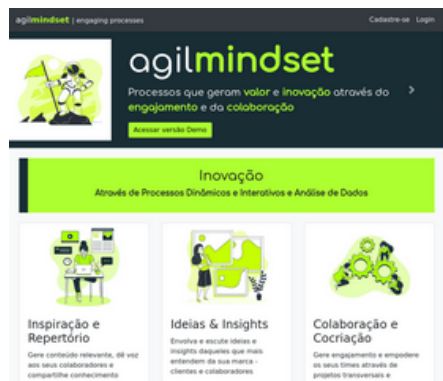 agilmindset | engaging processes
Cadastre-se Login
agilmindset
Processos que geram valor e inovação através do
engajamento e da colaboração
Acessar versão Demo
Inovação
Através de Processos Dinâmicos e Interativos e Análise de Dados
Inspiração e
Repertório
Gere conteúdo relevante, dê voz
aos seus colaboradores e
compartilhe conhecimento
Ideias & Insights
Envolva e escute ideias e
insights daqueles que mais
entendem da sua marca -
clientes e colaboradores
Colaboração e
Cocriação
Gere engajamento e empodere
os seus times através de
projetos transversais e